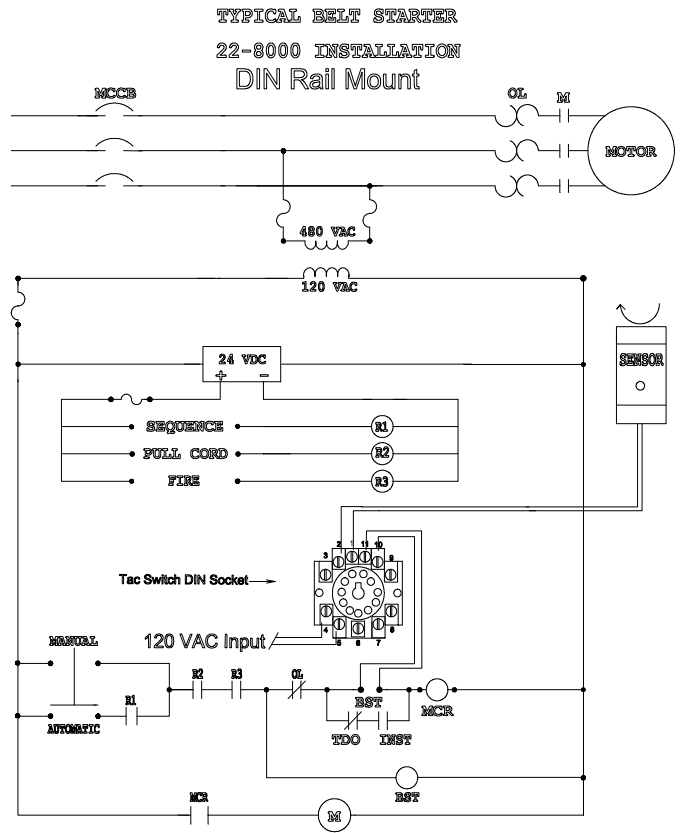 TYPICAL BELT STARTER
22-8000 INSTALLATION
DIN Rail Mount
MCCB
OL
M
MOTOR
480 VAC
120 VAC
24 VDC
+ −
SENSOR
SEQUENCE
R1
PULL CORD
R2
FIRE
R3
2 1 11 10
3 9
Tac Switch DIN Socket
4 8
5 6 7
120 VAC Input
MANUAL
R2 R3 OL
R1
BST
MCR
AUTOMATIC
TDO INST
BST
MCR
M